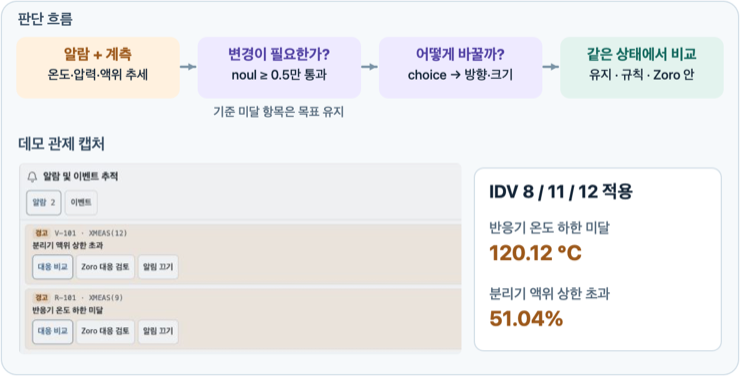 판단 흐름
알람 + 계측
온도·압력·액위 추세
변경이 필요한가?
noul ≥ 0.5만 통과
어떻게 바꿀까?
choice → 방향·크기
같은 상태에서 비교
유지 · 규칙 · Zoro 안
기준 미달 항목은 목표 유지
데모 관제 캡처
알람 및 이벤트 추적
알람 2
이벤트
경고 V-101 · XMEAS(12)
분리기 액위 상한 초과
대응 비교 Zoro 대응 검토 알림 끄기
경고 R-101 · XMEAS(9)
반응기 온도 하한 미달
대응 비교 Zoro 대응 검토 알림 끄기
IDV 8 / 11 / 12 적용
반응기 온도 하한 미달
120.12 °C
분리기 액위 상한 초과
51.04%